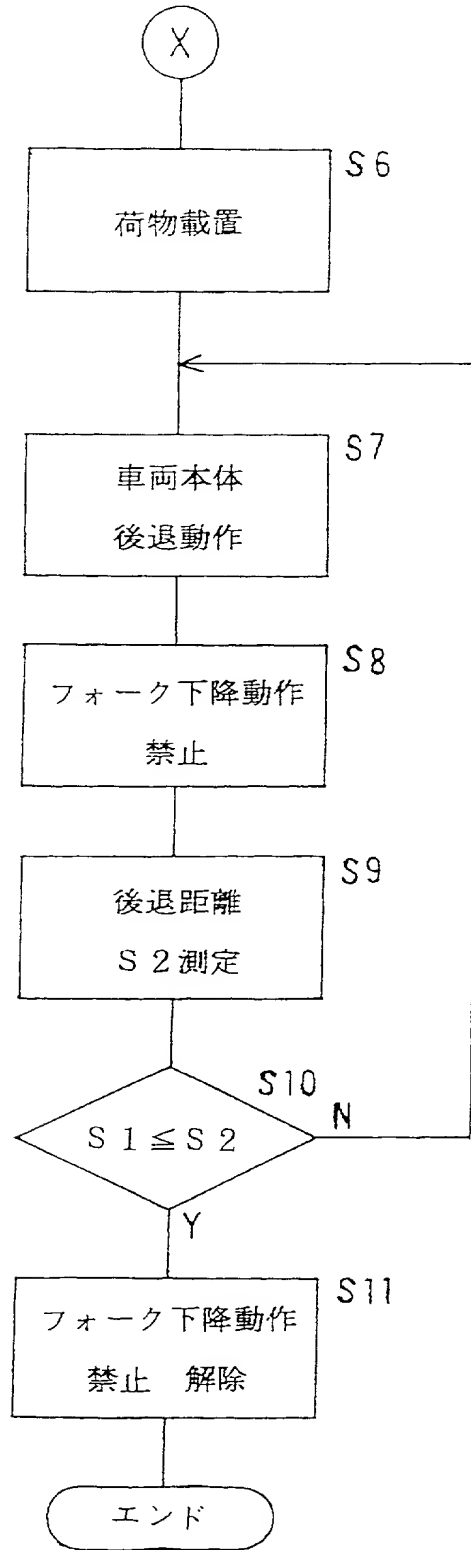 X
S6
荷物載置
S7
車両本体
後退動作
S8
フォーク下降動作
禁止
S9
後退距離
S2測定
S10
S1≦S2
N
Y
S11
フォーク下降動作
禁止 解除
エンド